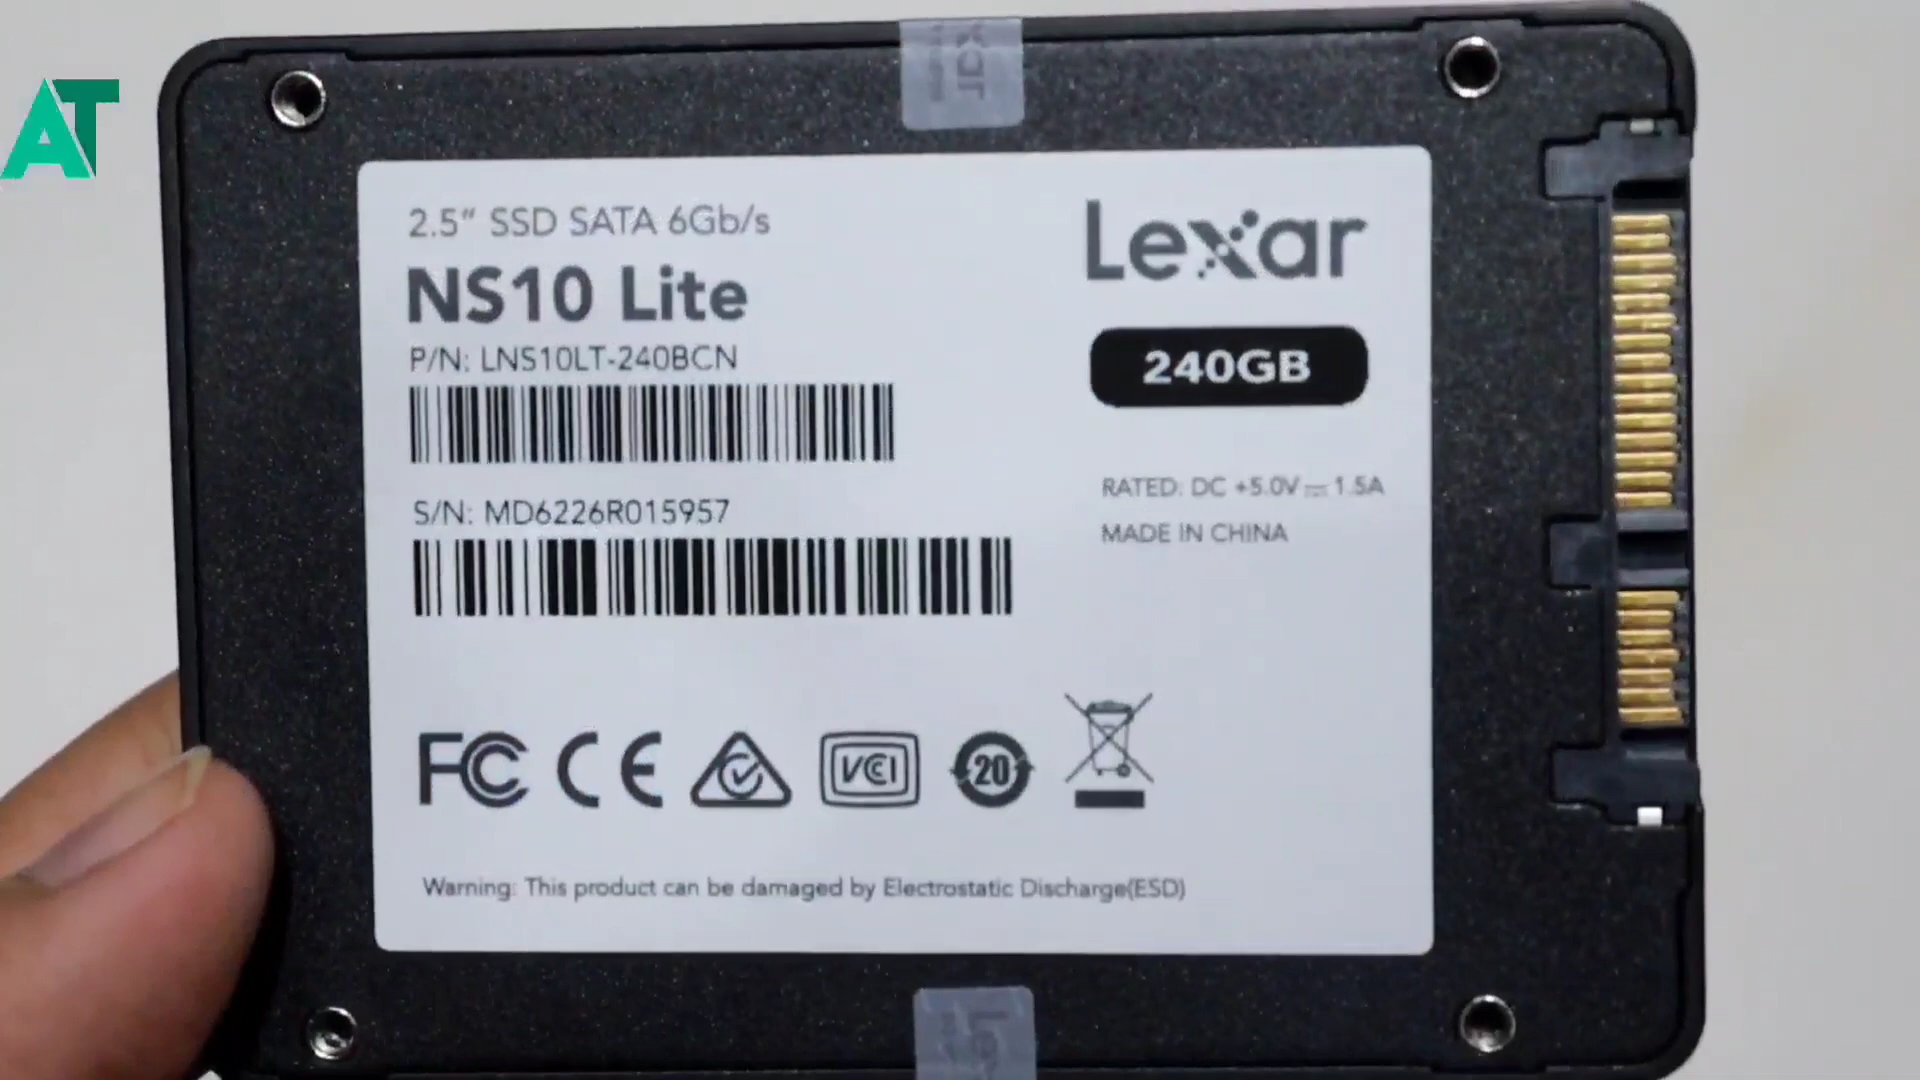 AT
2.5" SSD SATA 6Gb/s
NS10 Lite
P/N: LNS10LT-240BCN
S/N: MD6226R015957
Lexar
240GB
RATED: DC +5.0V⎓1.5A
MADE IN CHINA
FC CE VCI 20
Warning: This product can be damaged by Electrostatic Discharge(ESD)